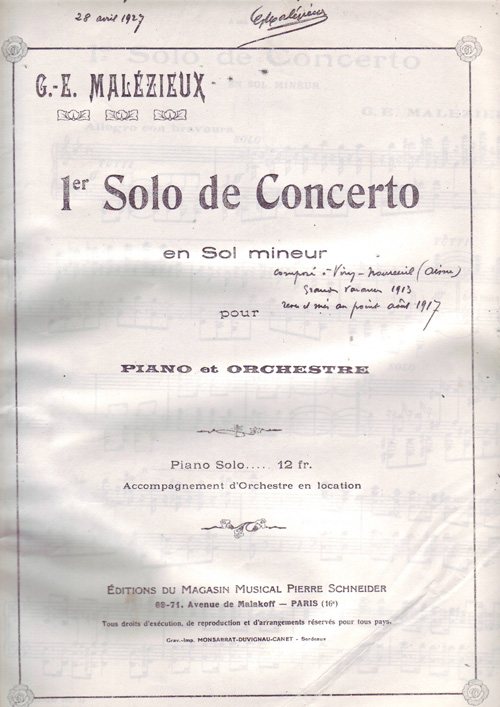 28 avril 1927
GEMalézieux
G.-E. MALÉZIEUX
1er Solo de Concerto
en Sol mineur
composé à Viry-Noureuil (Aisne)
Grandes Vacances 1913
revu et mis au point août 1917
pour
PIANO et ORCHESTRE
Piano Solo..... 12 fr.
Accompagnement d'Orchestre en location
ÉDITIONS DU MAGASIN MUSICAL PIERRE SCHNEIDER
69-71, Avenue de Malakoff — PARIS (16e)
Tous droits d'exécution, de reproduction et d'arrangements réservés pour tous pays.
Grav.-Imp. MONSARRAT-DUVIGNAU-CANET - Bordeaux